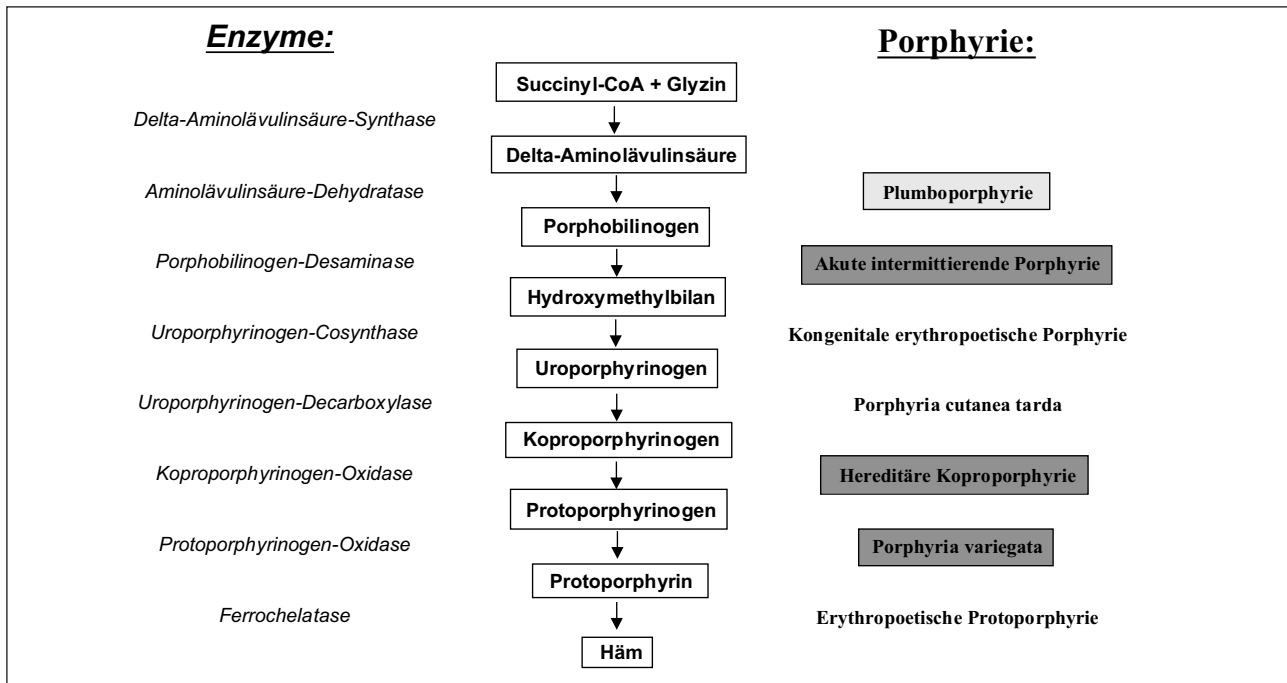 Enzyme:
Porphyrie:
Succinyl-CoA + Glyzin
Delta-Aminolävulinsäure-Synthase
Delta-Aminolävulinsäure
Aminolävulinsäure-Dehydratase
Plumboporphyrie
Porphobilinogen
Porphobilinogen-Desaminase
Akute intermittierende Porphyrie
Hydroxymethylbilan
Uroporphyrinogen-Cosynthase
Kongenitale erythropoetische Porphyrie
Uroporphyrinogen
Uroporphyrinogen-Decarboxylase
Porphyria cutanea tarda
Koproporphyrinogen
Koproporphyrinogen-Oxidase
Hereditäre Koproporphyrie
Protoporphyrinogen
Protoporphyrinogen-Oxidase
Porphyria variegata
Protoporphyrin
Ferrochelatase
Erythropoetische Protoporphyrie
Häm